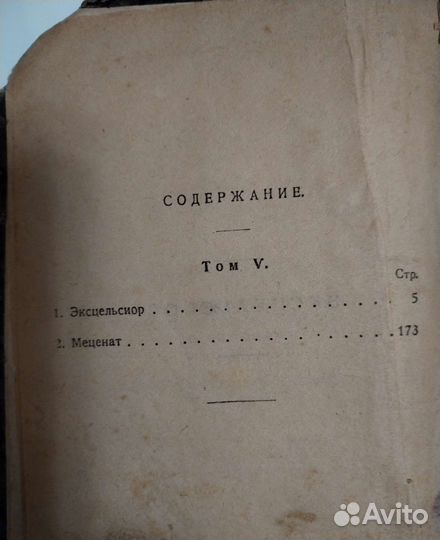 СОДЕРЖАНИЕ.
Том V.
Стр.
1. Эксцельсиор . . . . . . . . . . . . . . . . . 5
2. Меценат . . . . . . . . . . . . . . . . . . 173
Avito